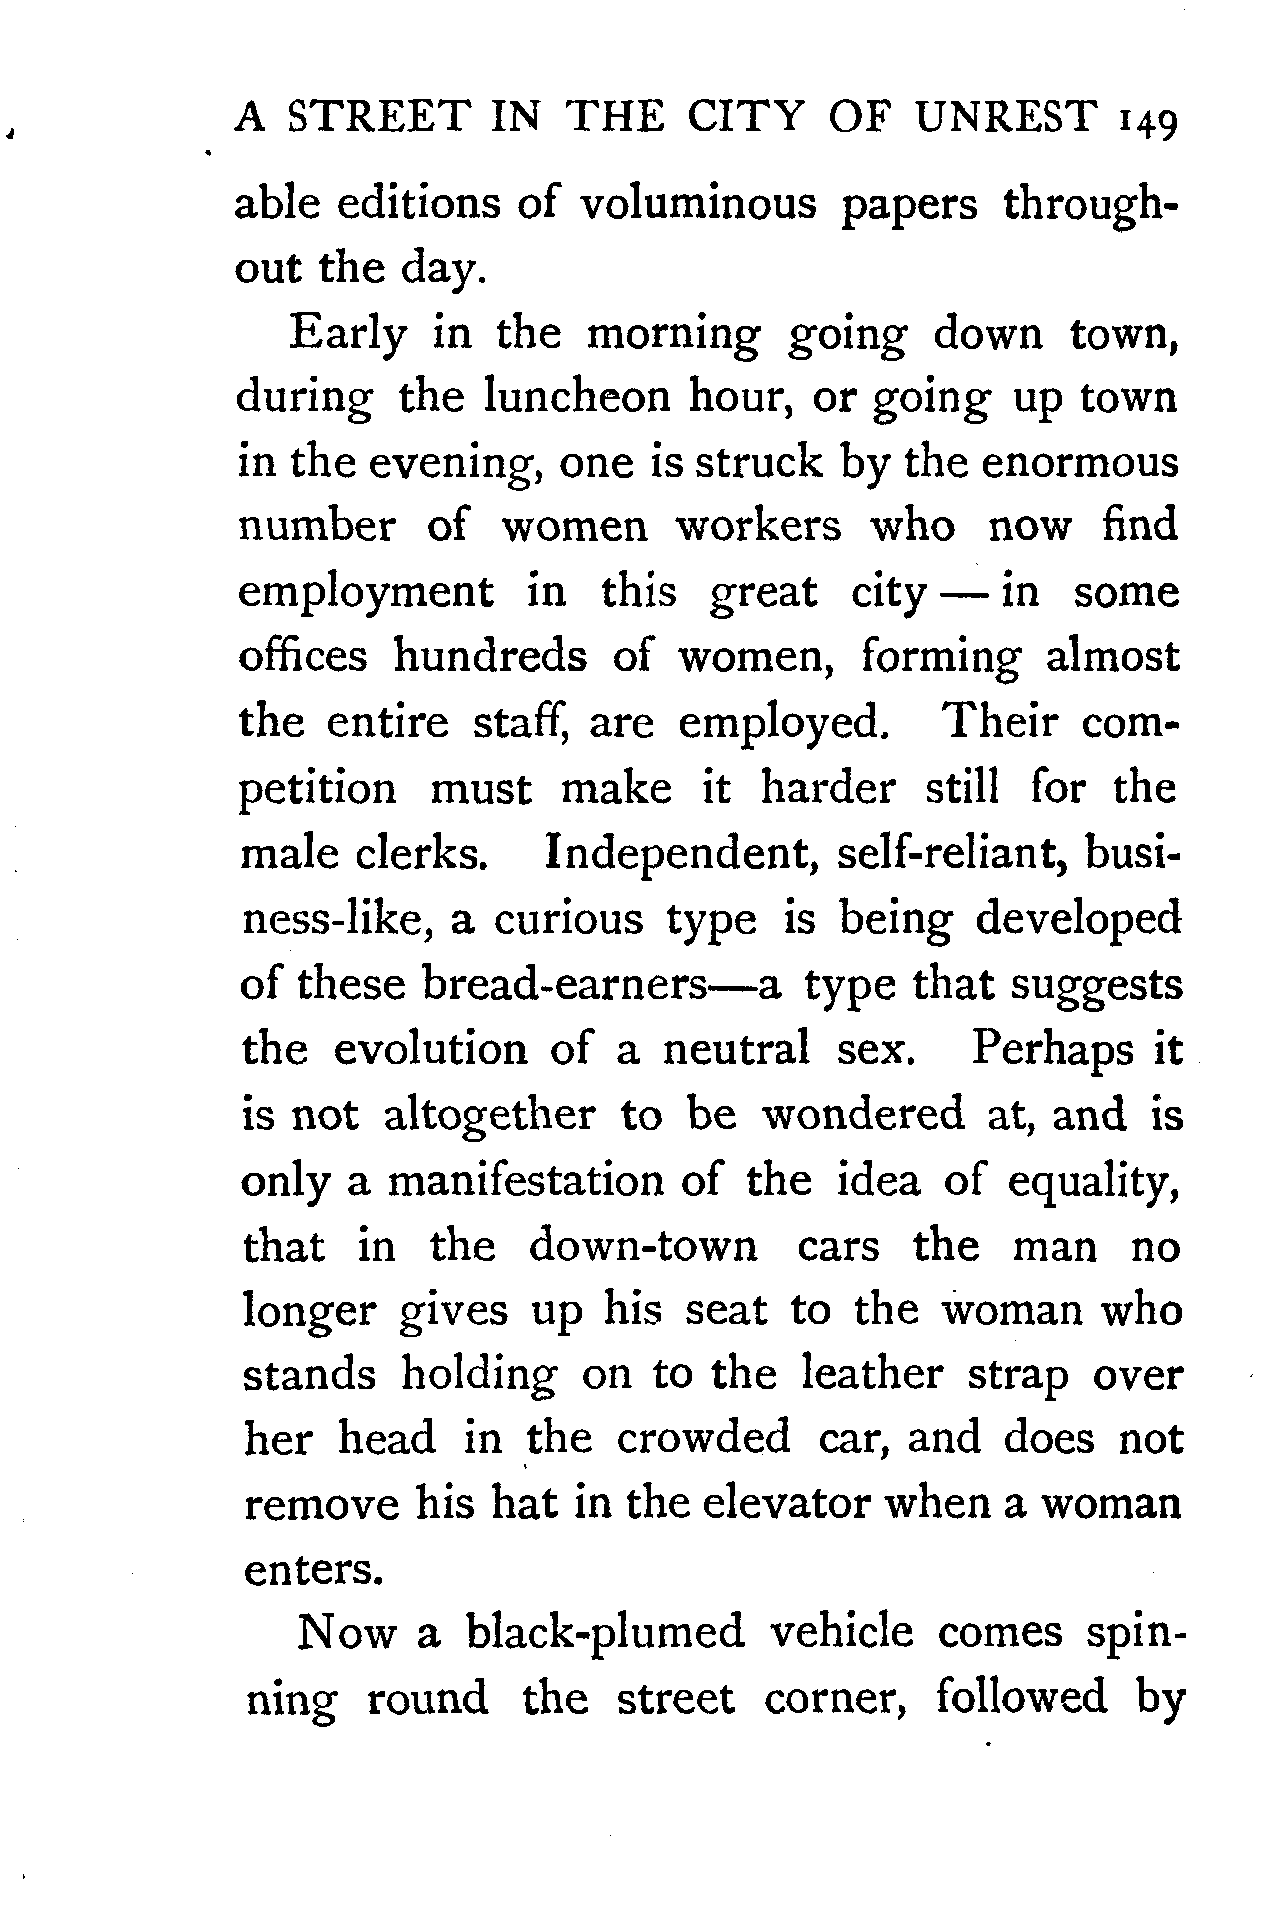 A STREET IN THE CITY OF UNREST 149
able editions of voluminous papers through-
out the day.
Early in the morning going down town,
during the luncheon hour, or going up town
in the evening, one is struck by the enormous
number of women workers who now find
employment in this great city — in some
offices hundreds of women, forming almost
the entire staff, are employed. Their com-
petition must make it harder still for the
male clerks. Independent, self-reliant, busi-
ness-like, a curious type is being developed
of these bread-earners—a type that suggests
the evolution of a neutral sex. Perhaps it
is not altogether to be wondered at, and is
only a manifestation of the idea of equality,
that in the down-town cars the man no
longer gives up his seat to the woman who
stands holding on to the leather strap over
her head in the crowded car, and does not
remove his hat in the elevator when a woman
enters.
Now a black-plumed vehicle comes spin-
ning round the street corner, followed by